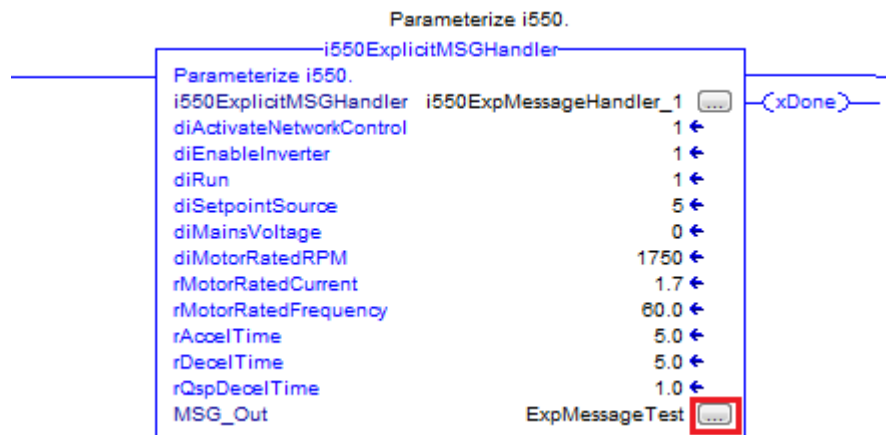 Parameterize i550.
i550ExplicitMSGHandler
Parameterize i550.
i550ExplicitMSGHandler i550ExpMessageHandler_1 ...
xDone
diActivateNetworkControl 1
diEnableInverter 1
diRun 1
diSetpointSource 5
diMainsVoltage 0
diMotorRatedRPM 1750
rMotorRatedCurrent 1.7
rMotorRatedFrequency 60.0
rAccelTime 5.0
rDecelTime 5.0
rQspDecelTime 1.0
MSG_Out ExpMessageTest ...